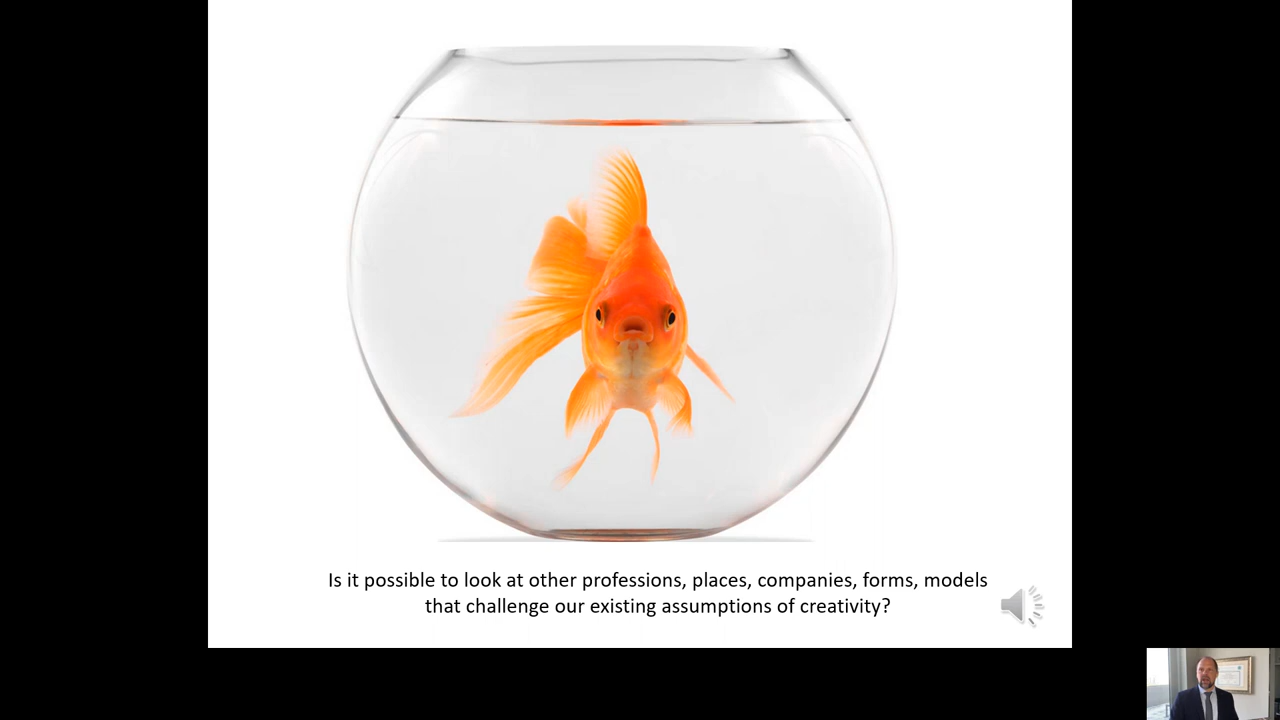 Is it possible to look at other professions, places, companies, forms, models
that challenge our existing assumptions of creativity?